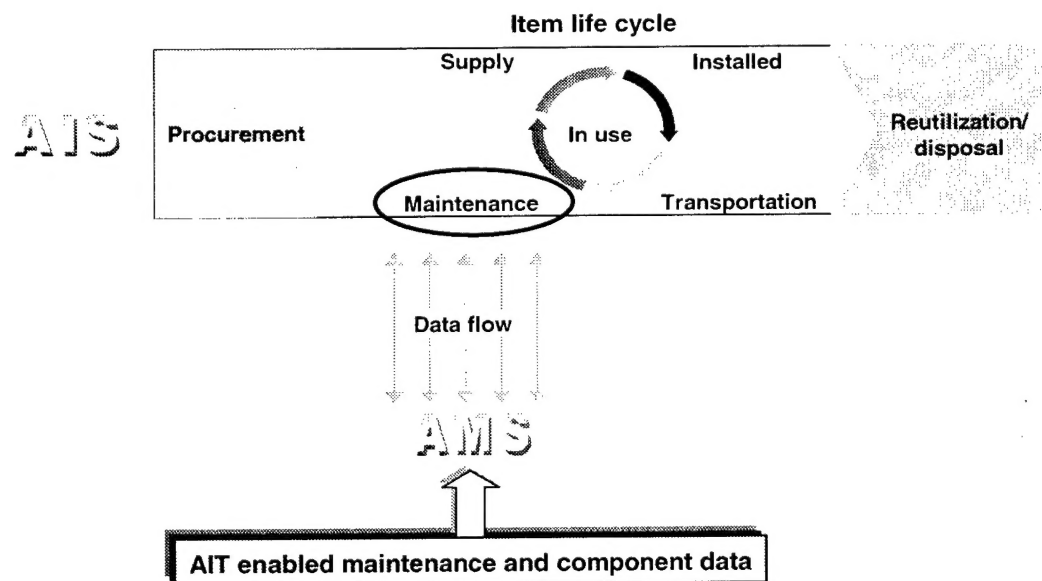 Item life cycle
Supply
Installed
AIS
Procurement
In use
Reutilization/
disposal
Maintenance
Transportation
Data flow
AMS
AIT enabled maintenance and component data